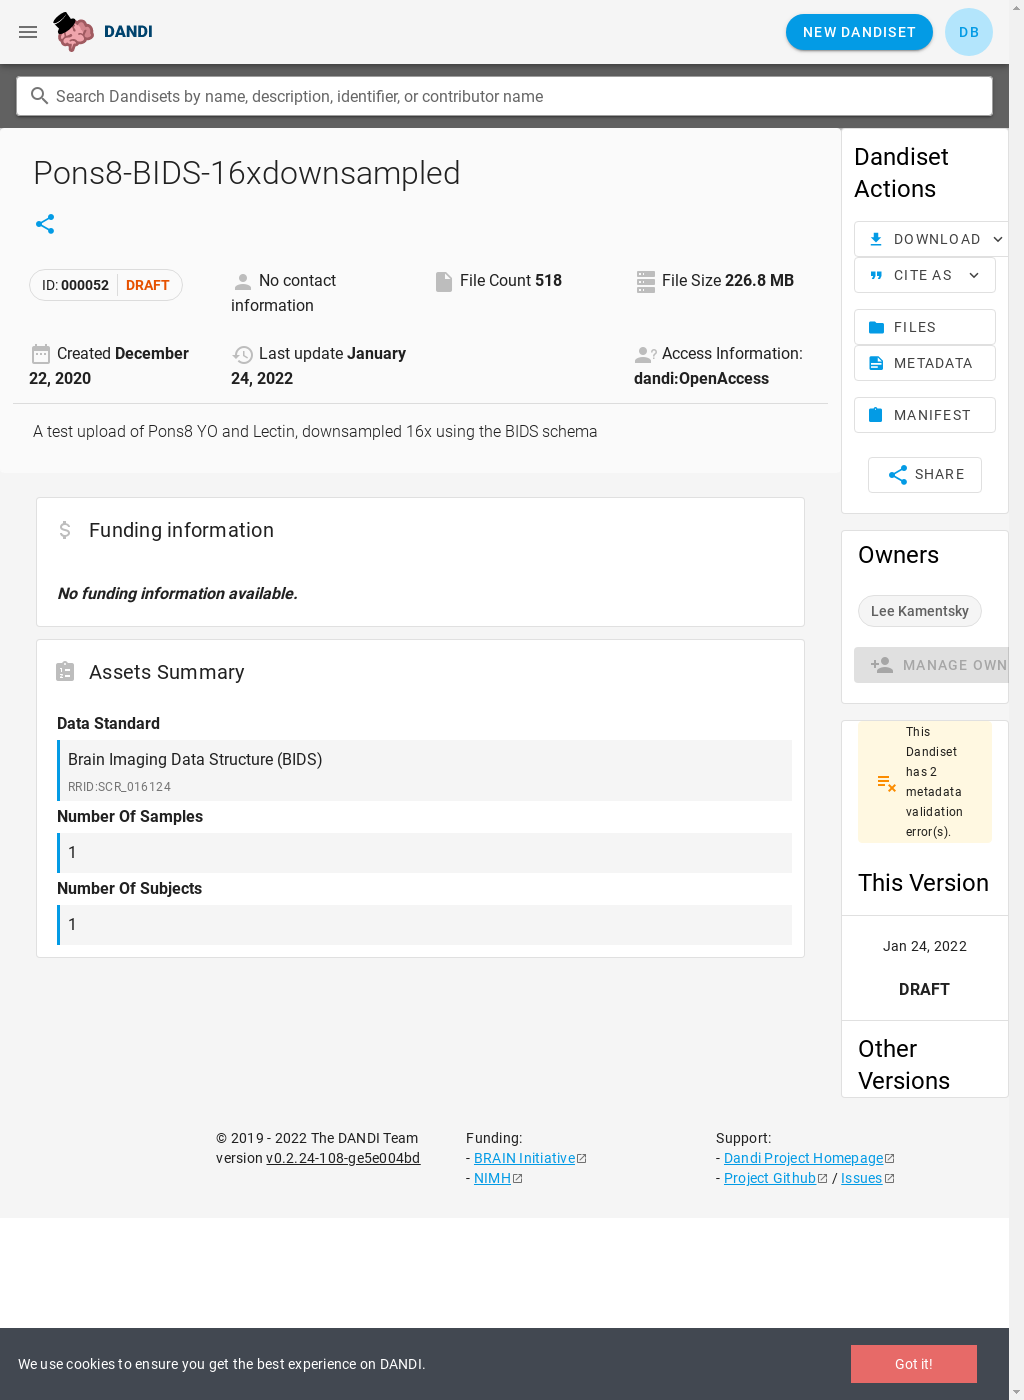 DANDI
NEW DANDISET
DB
Search Dandisets by name, description, identifier, or contributor name
Pons8-BIDS-16xdownsampled
ID: 000052 DRAFT
No contact
information
File Count 518
File Size 226.8 MB
Created December
22, 2020
Last update January
24, 2022
Access Information:
dandi:OpenAccess
A test upload of Pons8 YO and Lectin, downsampled 16x using the BIDS schema
Funding information
No funding information available.
Assets Summary
Data Standard
Brain Imaging Data Structure (BIDS)
RRID:SCR_016124
Number Of Samples
1
Number Of Subjects
1
Dandiset
Actions
DOWNLOAD
CITE AS
FILES
METADATA
MANIFEST
SHARE
Owners
Lee Kamentsky
MANAGE OWN
This
Dandiset
has 2
metadata
validation
error(s).
This Version
Jan 24, 2022
DRAFT
Other
Versions
© 2019 - 2022 The DANDI Team
version v0.2.24-108-ge5e004bd
Funding:
- BRAIN Initiative
- NIMH
Support:
- Dandi Project Homepage
- Project Github / Issues
We use cookies to ensure you get the best experience on DANDI.
Got it!